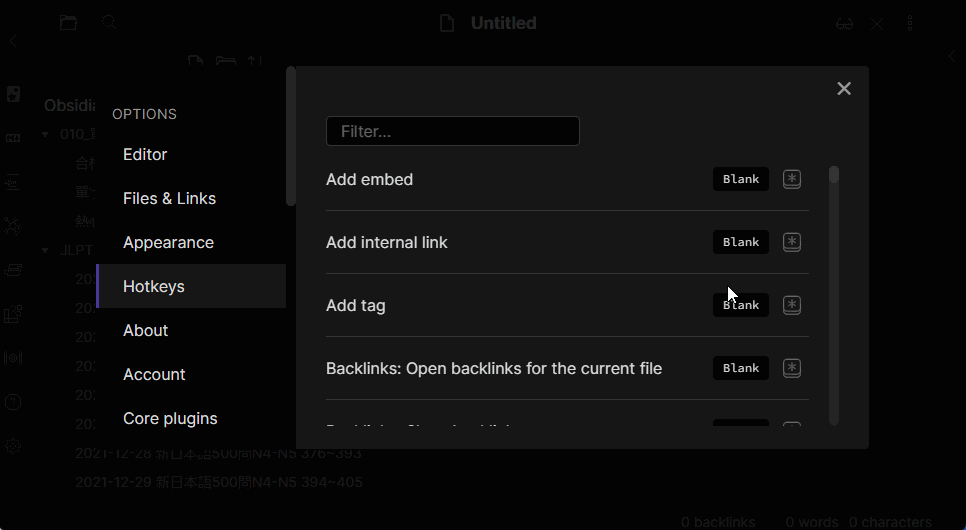 Untitled
OPTIONS
Editor
Files & Links
Appearance
Hotkeys
About
Account
Core plugins
Filter...
Add embed
Blank
Add internal link
Blank
Add tag
Blank
Backlinks: Open backlinks for the current file
Blank
JLPT
2021-12-28 新日本語500問N4-N5 376~393
2021-12-29 新日本語500問N4-N5 394~405
0 backlinks 0 words 0 characters